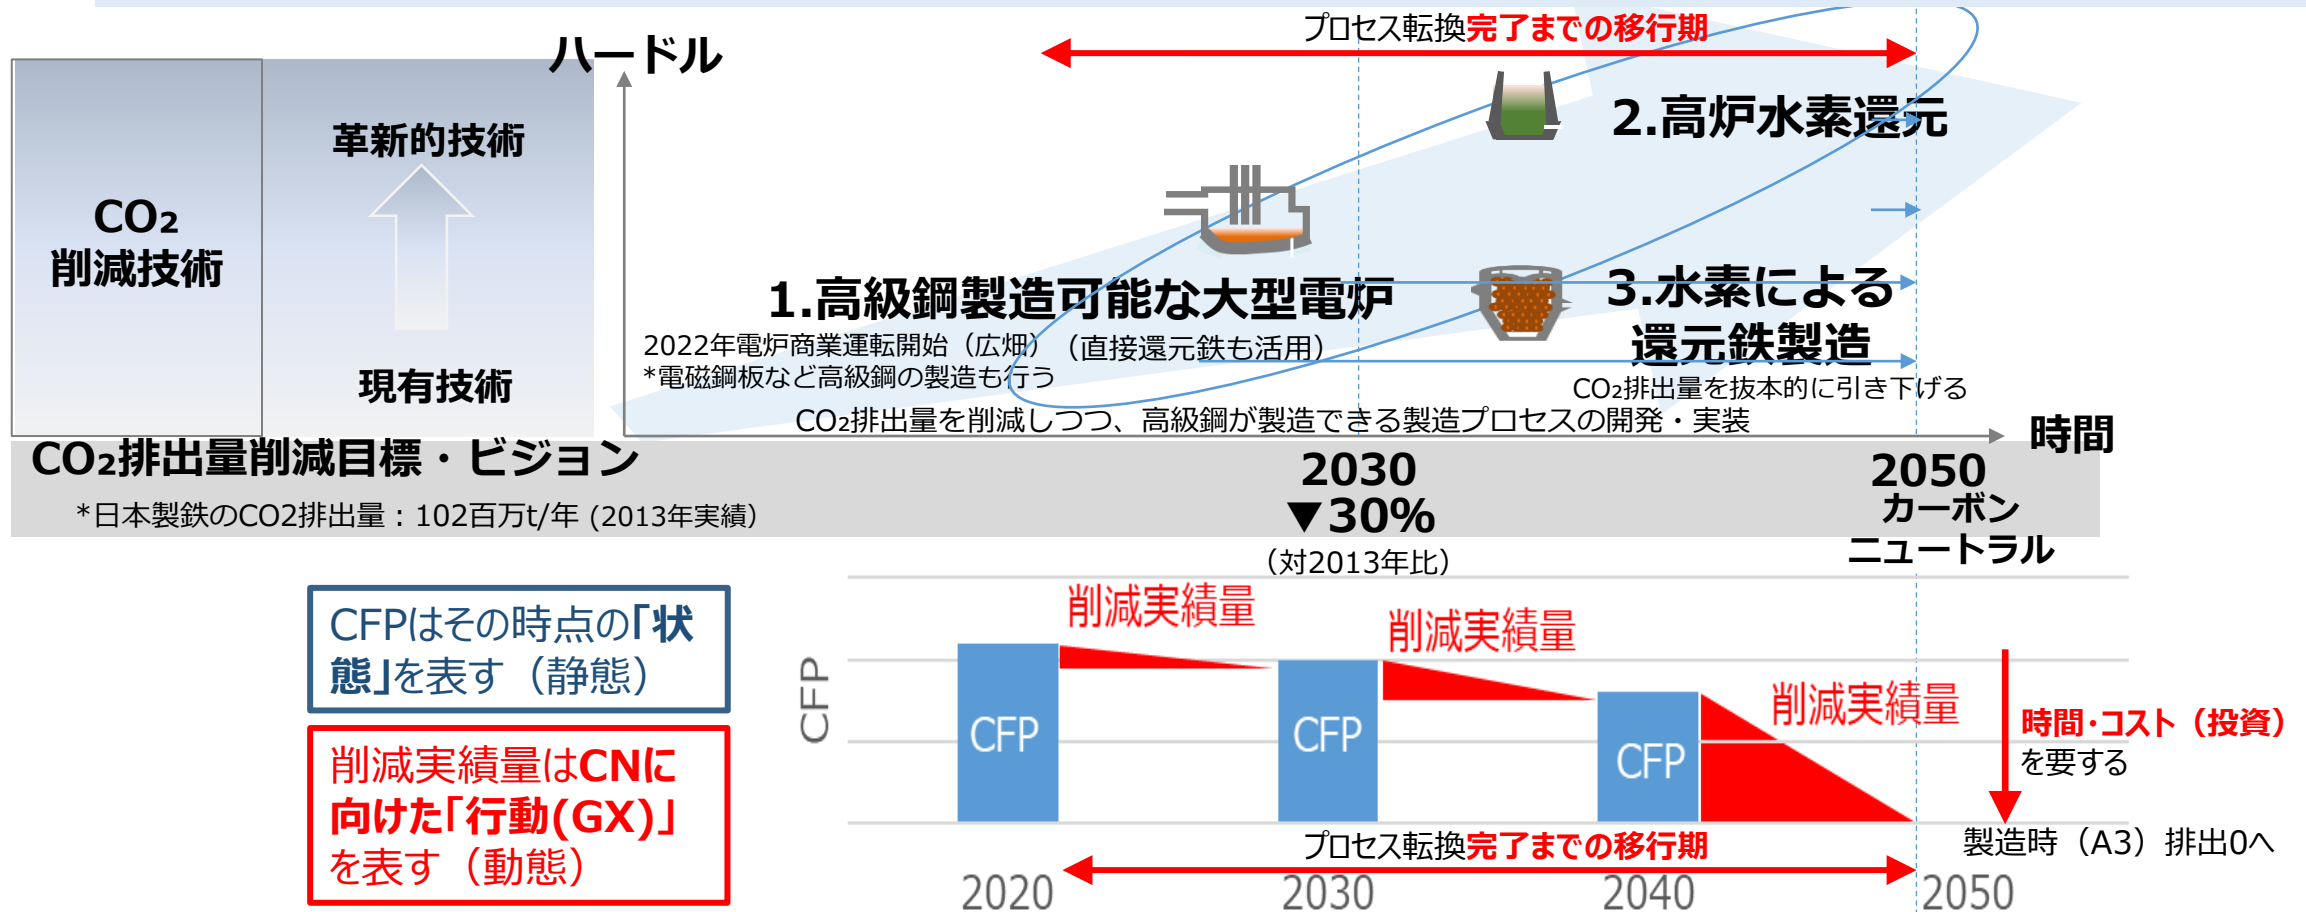 プロセス転換完了までの移行期
ハードル
革新的技術
2.高炉水素還元
CO₂
削減技術
1.高級鋼製造可能な大型電炉
3.水素による
還元鉄製造
2022年電炉商業運転開始（広畑）（直接還元鉄も活用）
*電磁鋼板など高級鋼の製造も行う
現有技術
CO₂排出量を抜本的に引き下げる
CO₂排出量を削減しつつ、高級鋼が製造できる製造プロセスの開発・実装
時間
CO₂排出量削減目標・ビジョン
2030
2050
*日本製鉄のCO2排出量：102百万t/年 (2013年実績）
▼30%
カーボン
ニュートラル
（対2013年比）
CFPはその時点の「状
態」を表す（静態）
削減実績量はCNに
向けた「行動(GX)」
を表す（動態）
CFP
削減実績量
削減実績量
削減実績量
CFP
CFP
CFP
時間・コスト（投資）
を要する
プロセス転換完了までの移行期
製造時（A3）排出0へ
2020
2030
2040
2050